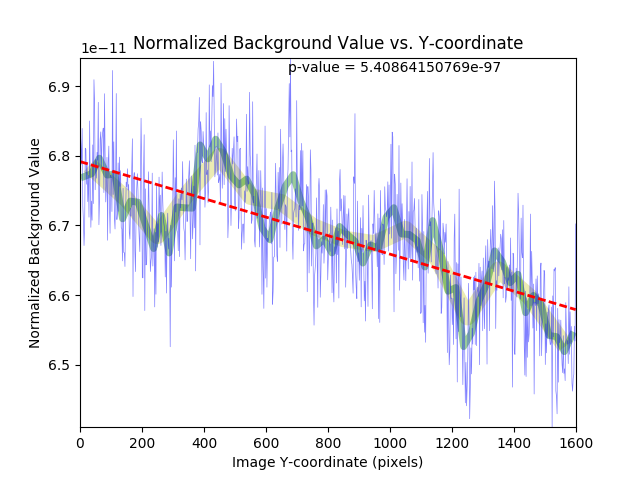 1e−11
Normalized Background Value vs. Y-coordinate
p-value = 5.40864150769e-97
6.9
6.8
6.7
6.6
6.5
Normalized Background Value
0 200 400 600 800 1000 1200 1400 1600
Image Y-coordinate (pixels)